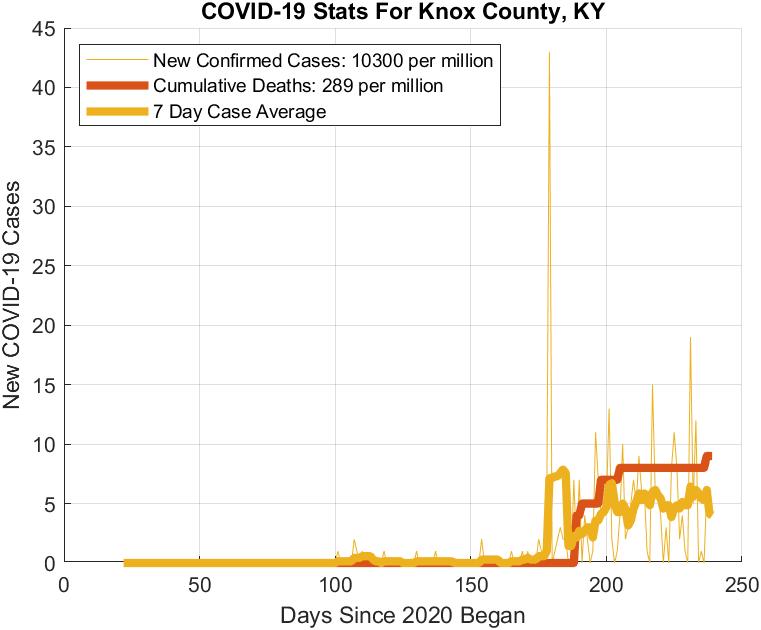 COVID-19 Stats For Knox County, KY
New Confirmed Cases: 10300 per million
Cumulative Deaths: 289 per million
7 Day Case Average
New COVID-19 Cases
45
40
35
30
25
20
15
10
5
0
0 50 100 150 200 250
Days Since 2020 Began